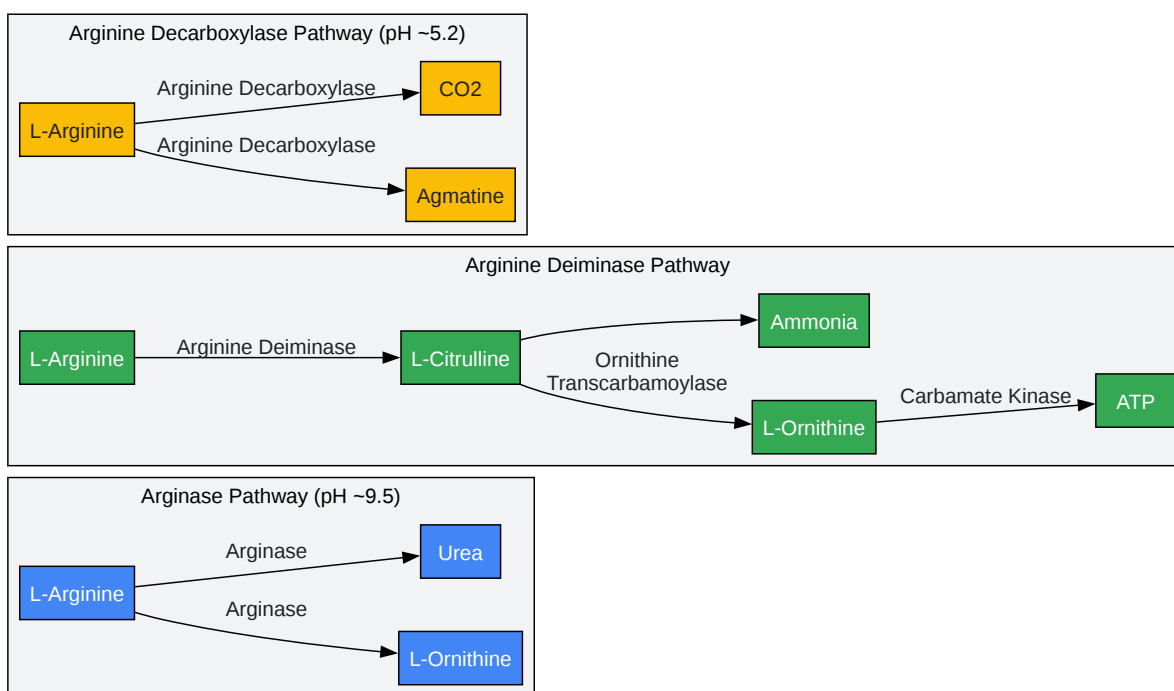 Arginine Decarboxylase Pathway (pH ~5.2)
Arginine Decarboxylase
CO2
L-Arginine
Arginine Decarboxylase
Agmatine
Arginine Deiminase Pathway
Ammonia
L-Arginine
Arginine Deiminase
L-Citrulline
Ornithine
Transcarbamoylase
Carbamate Kinase
ATP
L-Ornithine
Arginase Pathway (pH ~9.5)
Arginase
Urea
L-Arginine
Arginase
L-Ornithine